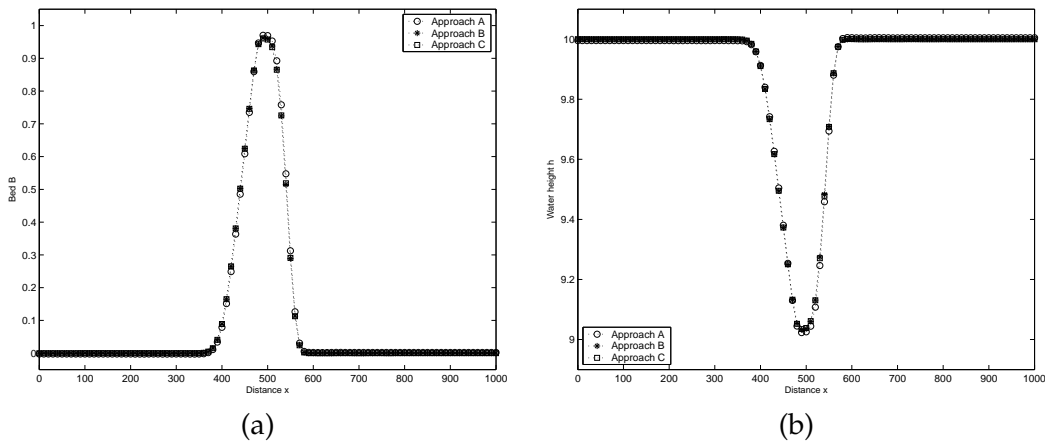 1
0.9
0.8
0.7
0.6
0.5
0.4
0.3
0.2
0.1
0
Bed B
0 100 200 300 400 500 600 700 800 900 1000
Distance x
Approach A
Approach B
Approach C
(a)
10
9.8
9.6
9.4
9.2
9
Water height h
Approach A
Approach B
Approach C
0 100 200 300 400 500 600 700 800 900 1000
Distance x
(b)